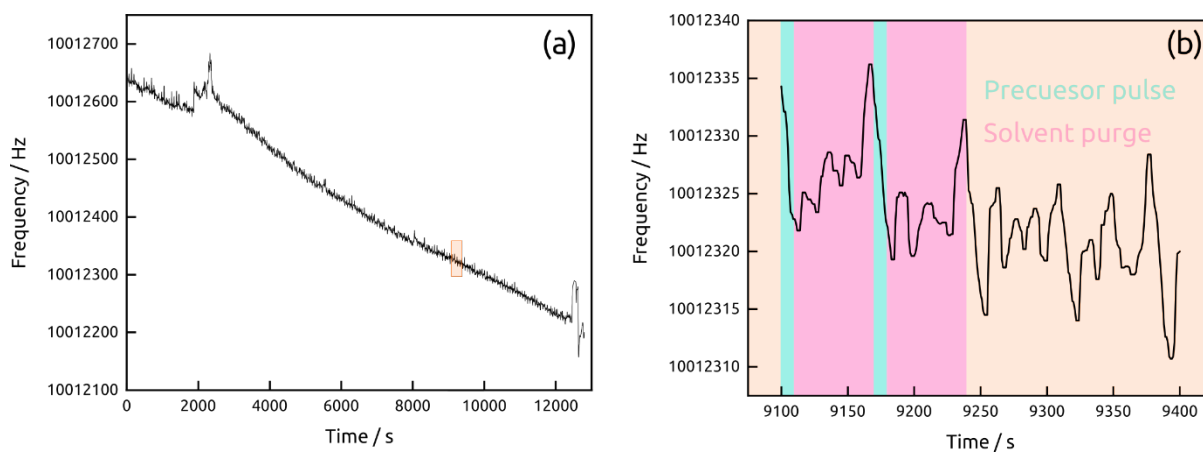 (a)
Frequency / Hz
10012700
10012600
10012500
10012400
10012300
10012200
10012100
0 2000 4000 6000 8000 10000 12000
Time / s
(b)
Frequency / Hz
10012340
10012335
10012330
10012325
10012320
10012315
10012310
Precuesor pulse
Solvent purge
9100 9150 9200 9250 9300 9350 9400
Time / s